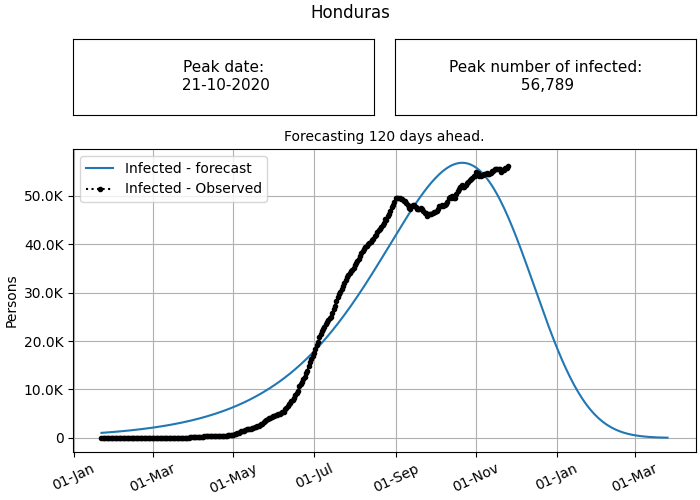 Honduras
Peak date:
21-10-2020
Peak number of infected:
56,789
Forecasting 120 days ahead.
Infected - forecast
Infected - Observed
Persons
50.0K
40.0K
30.0K
20.0K
10.0K
0
01-Jan
01-Mar
01-May
01-Jul
01-Sep
01-Nov
01-Jan
01-Mar